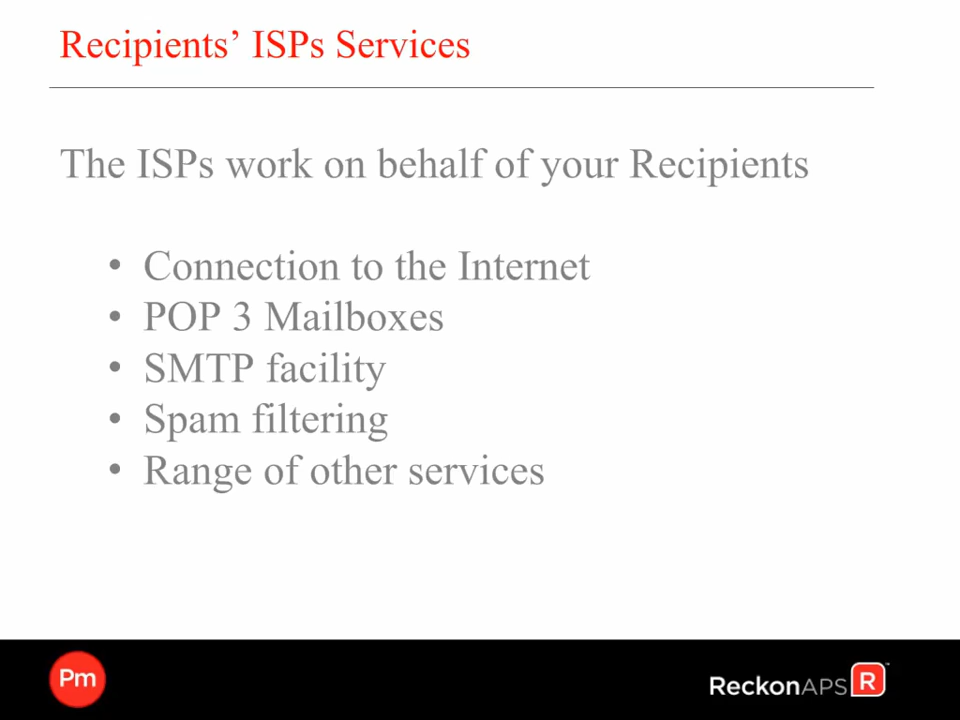 Recipients’ ISPs Services
The ISPs work on behalf of your Recipients
• Connection to the Internet
• POP 3 Mailboxes
• SMTP facility
• Spam filtering
• Range of other services
Pm
ReckonAPS R™